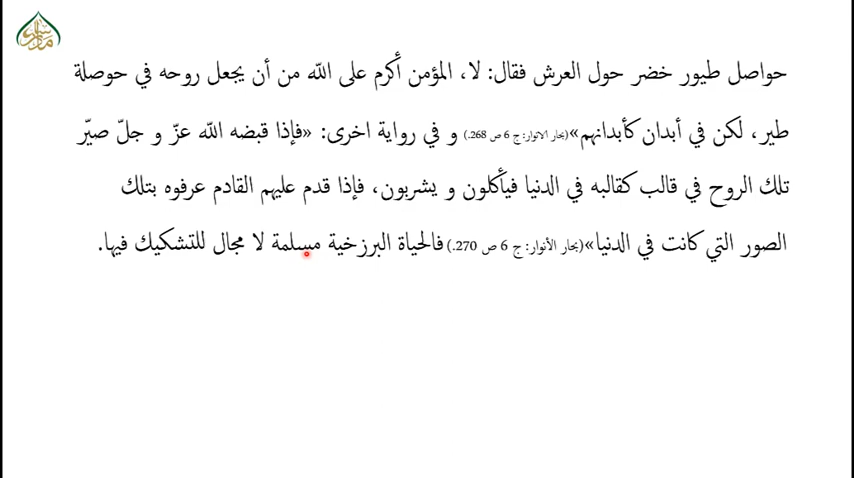 حواصل طيور خضر حول العرش فقال: لا، المؤمن أكرم على اللّه من أن يجعل روحه في حوصلة
طير، لكن في أبدان كأبدانهم» (بحار الانوار: ج 6 ص 268.) و في رواية اخرى: «فإذا قبضه اللّه عزّ و جلّ صيّر
تلك الروح في قالب كقالبه في الدنيا فيأكلون و يشربون، فإذا قدم عليهم القادم عرفوه بتلك
الصور التي كانت في الدنيا» (بحار الأنوار: ج 6 ص 270.) فالحياة البرزخية مسلمة لا مجال للتشكيك فيها.